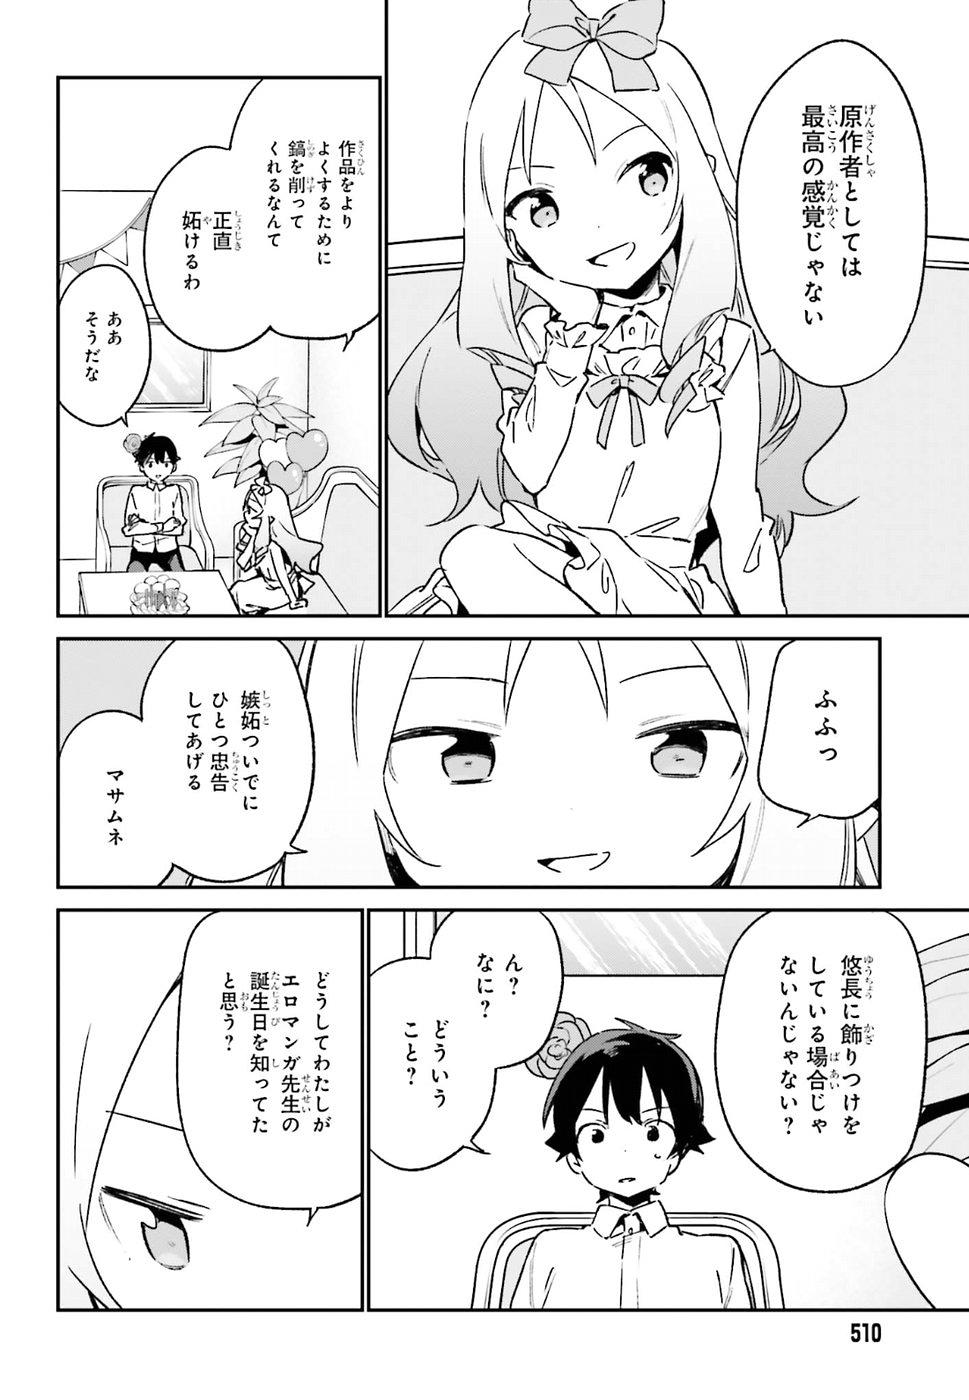 原作者としては
最高の感覚じゃない
作品をより
よくするために
鎬を削って
くれるなんて
正直
妬けるわ
ああ
そうだな
ふふっ
嫉妬ついでに
ひとつ忠告
してあげる
マサムネ
悠長に飾りつけを
している場合じゃ
ないんじゃない?
ん?
なに?
どういう
こと?
どうしてわたしが
エロマンガ先生の
誕生日を知ってた
と思う?
510